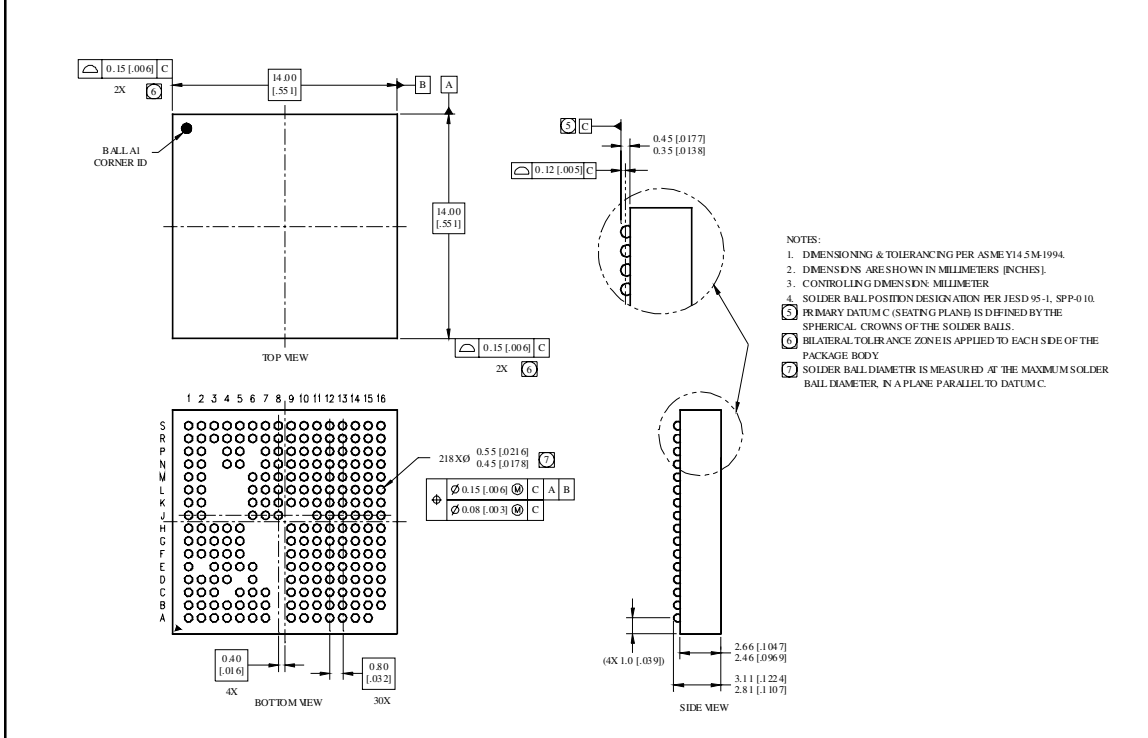 0.15 [.006] C
2X 6
14.00
[.551]
B A
BALL A1
CORNER ID
14.00
[.551]
0.15 [.006] C
2X 6
TOP VIEW
5 C
0.45 [.0177]
0.35 [.0138]
0.12 [.005] C
NOTES:
1. DIMENSIONING & TOLERANCING PER ASME Y14.5M-1994.
2. DIMENSIONS ARE SHOWN IN MILLIMETERS [INCHES].
3. CONTROLLING DIMENSION: MILLIMETER
4. SOLDER BALL POSITION DESIGNATION PER JESD 95-1, SPP-010.
5 PRIMARY DATUM C (SEATING PLANE) IS DEFINED BY THE
SPHERICAL CROWNS OF THE SOLDER BALLS.
6 BILATERAL TOLERANCE ZONE IS APPLIED TO EACH SIDE OF THE
PACKAGE BODY.
7 SOLDER BALL DIAMETER IS MEASURED AT THE MAXIMUM SOLDER
BALL DIAMETER, IN A PLANE PARALLEL TO DATUM C.
1 2 3 4 5 6 7 8 9 10 11 12 13 14 15 16
S
R
P
N
M
L
K
J
H
G
F
E
D
C
B
A
218XØ 0.55 [.0216]
0.45 [.0178] 7
Ø 0.15 [.006] Ⓜ C A B
Ø 0.08 [.003] Ⓜ C
0.40
[.016]
4X
0.80
[.032]
30X
BOTTOM VIEW
(4X 1.0 [.039])
2.66 [.1047]
2.46 [.0969]
3.11 [.1224]
2.81 [.1107]
SIDE VIEW